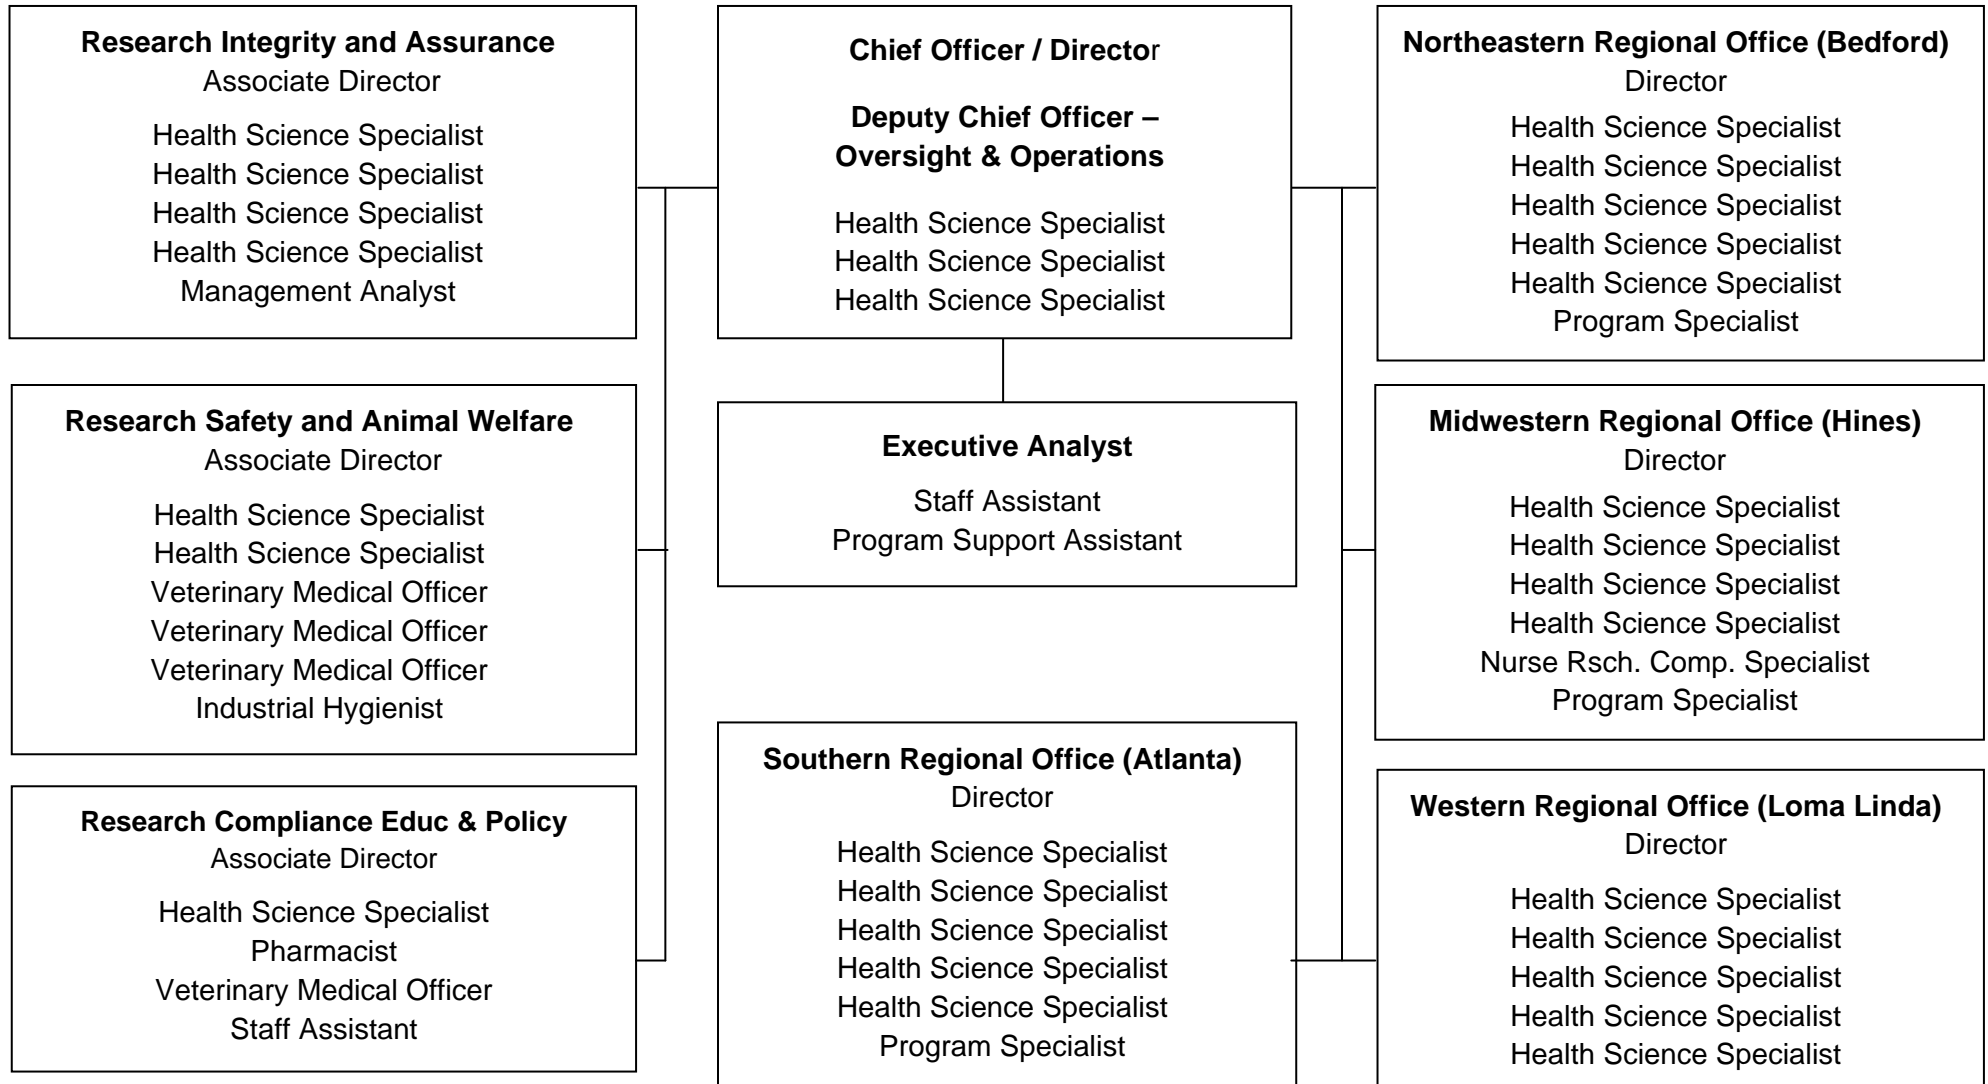 Research Integrity and Assurance
Associate Director
Health Science Specialist
Health Science Specialist
Health Science Specialist
Health Science Specialist
Management Analyst
Chief Officer / Director
Deputy Chief Officer –
Oversight & Operations
Health Science Specialist
Health Science Specialist
Health Science Specialist
Northeastern Regional Office (Bedford)
Director
Health Science Specialist
Health Science Specialist
Health Science Specialist
Health Science Specialist
Health Science Specialist
Program Specialist
Research Safety and Animal Welfare
Associate Director
Health Science Specialist
Health Science Specialist
Veterinary Medical Officer
Veterinary Medical Officer
Veterinary Medical Officer
Industrial Hygienist
Executive Analyst
Staff Assistant
Program Support Assistant
Midwestern Regional Office (Hines)
Director
Health Science Specialist
Health Science Specialist
Health Science Specialist
Health Science Specialist
Nurse Rsch. Comp. Specialist
Program Specialist
Research Compliance Educ & Policy
Associate Director
Health Science Specialist
Pharmacist
Veterinary Medical Officer
Staff Assistant
Southern Regional Office (Atlanta)
Director
Health Science Specialist
Health Science Specialist
Health Science Specialist
Health Science Specialist
Health Science Specialist
Program Specialist
Western Regional Office (Loma Linda)
Director
Health Science Specialist
Health Science Specialist
Health Science Specialist
Health Science Specialist
Health Science Specialist